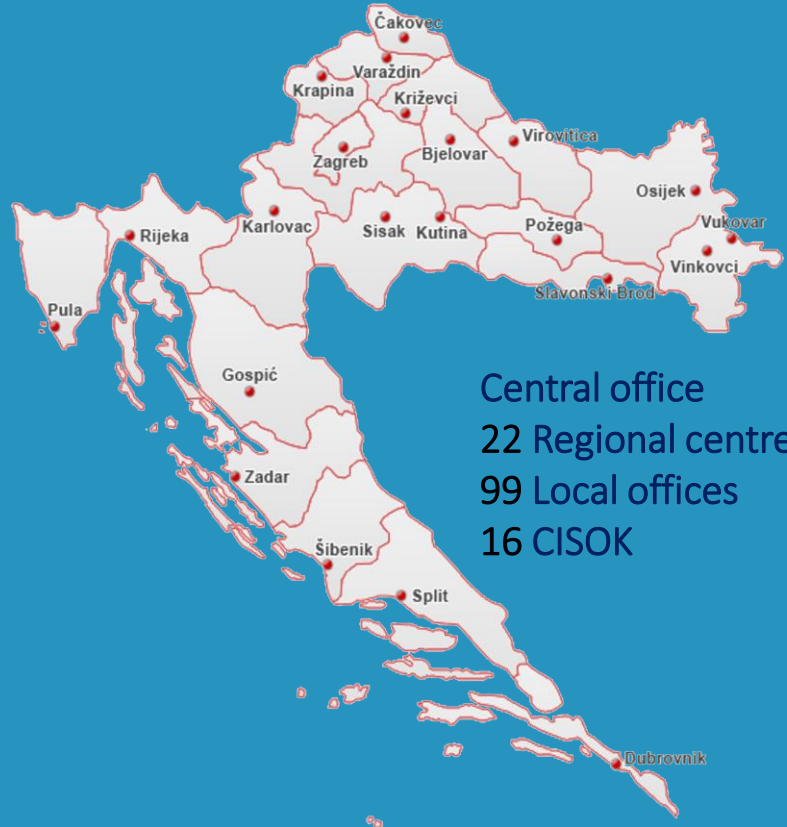 Čakovec
Varaždin
Krapina
Križevci
Virovitica
Zagreb
Bjelovar
Osijek
Požega
Vukovar
Karlovac
Sisak
Kutina
Rijeka
Vinkovci
Slavonski Brod
Pula
Gospić
Central office
22 Regional centre
99 Local offices
16 CISOK
Zadar
Šibenik
Split
Dubrovnik